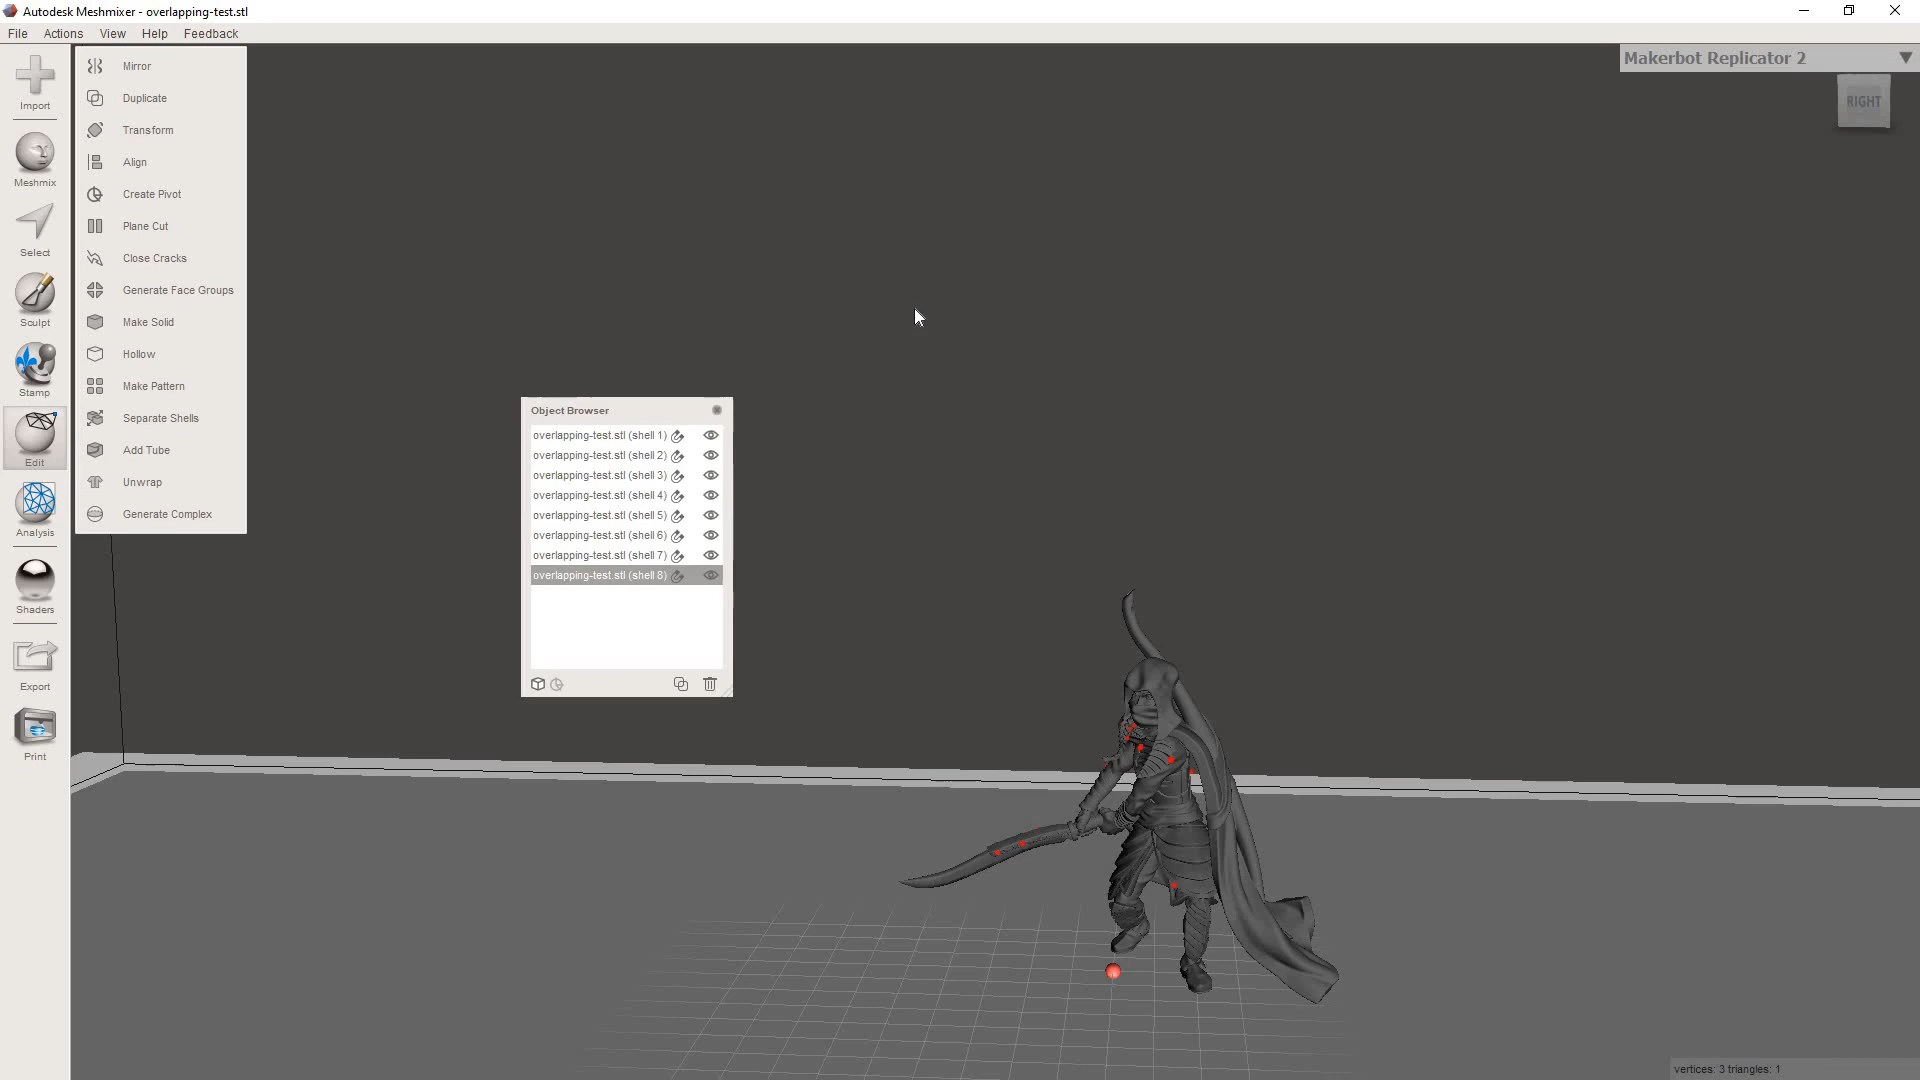 Autodesk Meshmixer - overlapping-test.stl
File Actions View Help Feedback
Import
Meshmix
Select
Sculpt
Stamp
Edit
Analysis
Shaders
Export
Print
Mirror
Duplicate
Transform
Align
Create Pivot
Plane Cut
Close Cracks
Generate Face Groups
Make Solid
Hollow
Make Pattern
Separate Shells
Add Tube
Unwrap
Generate Complex
Object Browser
overlapping-test.stl (shell 1)
overlapping-test.stl (shell 2)
overlapping-test.stl (shell 3)
overlapping-test.stl (shell 4)
overlapping-test.stl (shell 5)
overlapping-test.stl (shell 6)
overlapping-test.stl (shell 7)
overlapping-test.stl (shell 8)
Makerbot Replicator 2
RIGHT
vertices: 3 triangles: 1